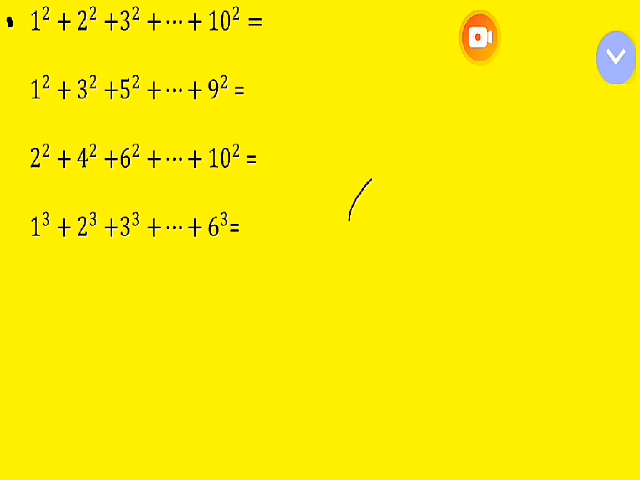 1² + 2² +3² + ⋯ + 10² =
1² + 3² +5² + ⋯ + 9² =
2² + 4² +6² + ⋯ + 10² =
1³ + 2³ +3³ + ⋯ + 6³=